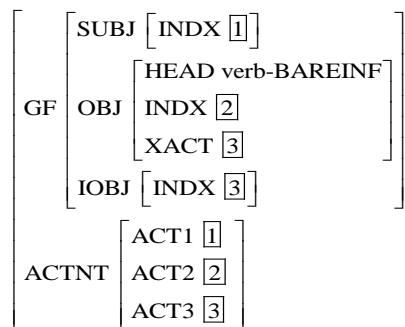 SUBJ [INDX 1]
HEAD verb-BAREINF
GF OBJ INDX 2
XACT 3
IOBJ [INDX 3]
ACT1 1
ACTNT ACT2 2
ACT3 3